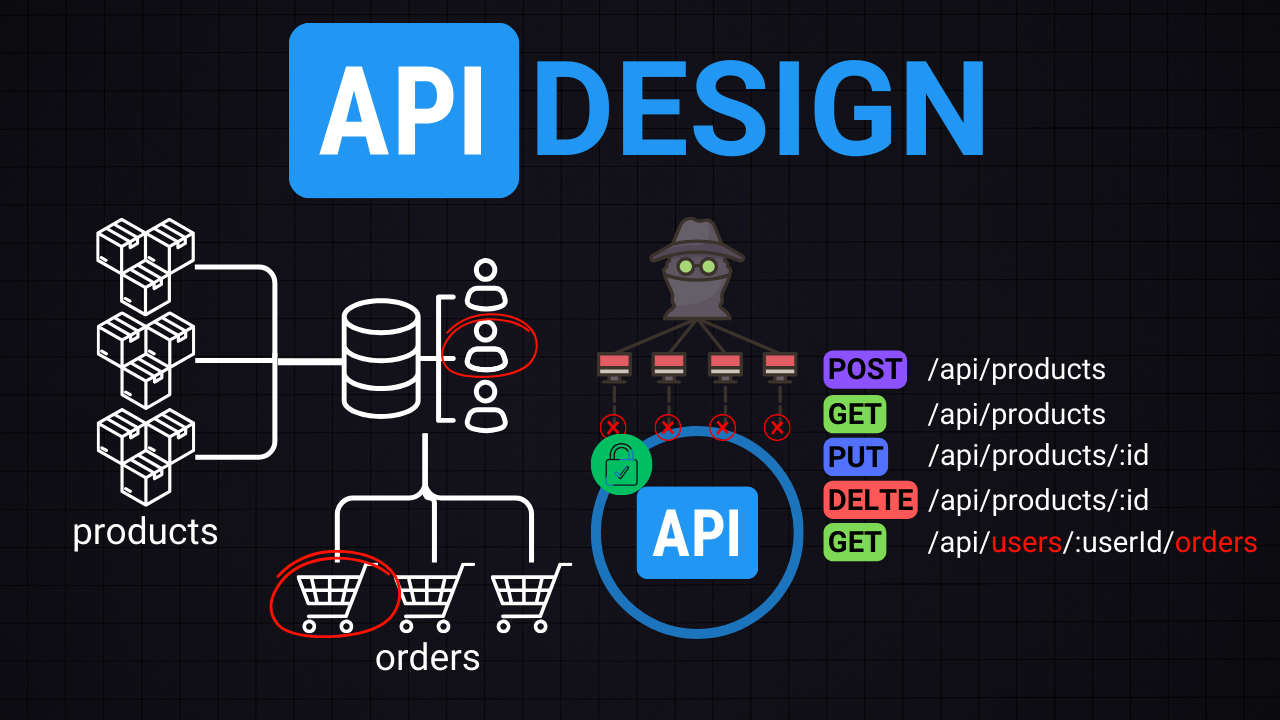 API DESIGN
products
orders
API
POST /api/products
GET /api/products
PUT /api/products/:id
DELTE /api/products/:id
GET /api/users/:userId/orders